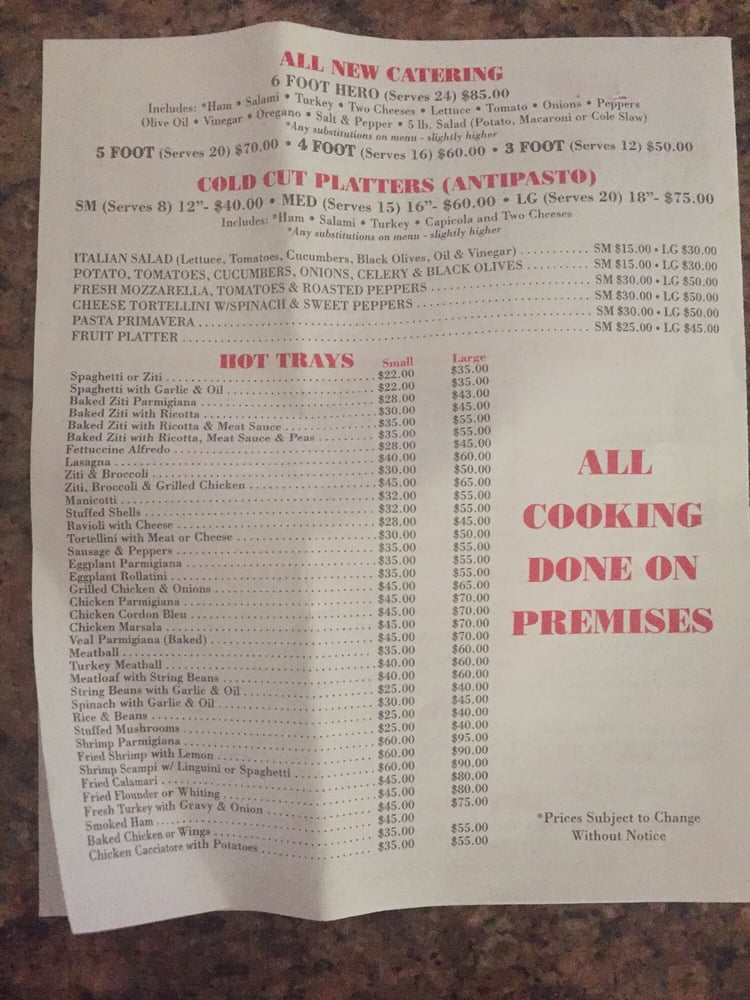 ALL NEW CATERING
6 FOOT HERO (Serves 24) $85.00
Includes: *Ham • Salami • Turkey • Two Cheeses • Lettuce • Tomato • Onions • Peppers
Olive Oil • Vinegar • Oregano • Salt & Pepper • 5 lb. Salad (Potato, Macaroni or Cole Slaw)
*Any substitutions on menu - slightly higher
5 FOOT (Serves 20) $70.00 • 4 FOOT (Serves 16) $60.00 • 3 FOOT (Serves 12) $50.00
COLD CUT PLATTERS (ANTIPASTO)
SM (Serves 8) 12"- $40.00 • MED (Serves 15) 16"- $60.00 • LG (Serves 20) 18"- $75.00
Includes: *Ham • Salami • Turkey • Capicola and Two Cheeses
*Any substitutions on menu - slightly higher
ITALIAN SALAD (Lettuce, Tomatoes, Cucumbers, Black Olives, Oil & Vinegar) .......... SM $15.00 • LG $30.00
POTATO, TOMATOES, CUCUMBERS, ONIONS, CELERY & BLACK OLIVES .......... SM $15.00 • LG $30.00
FRESH MOZZARELLA, TOMATOES & ROASTED PEPPERS .......... SM $30.00 • LG $50.00
CHEESE TORTELLINI W/SPINACH & SWEET PEPPERS .......... SM $30.00 • LG $50.00
PASTA PRIMAVERA .......... SM $30.00 • LG $50.00
FRUIT PLATTER .......... SM $25.00 • LG $45.00
HOT TRAYS Small Large
Spaghetti or Ziti .......... $22.00 $35.00
Spaghetti with Garlic & Oil .......... $22.00 $35.00
Baked Ziti Parmigiana .......... $28.00 $43.00
Baked Ziti with Ricotta .......... $30.00 $45.00
Baked Ziti with Ricotta & Meat Sauce .......... $35.00 $55.00
Baked Ziti with Ricotta, Meat Sauce & Peas .......... $35.00 $55.00
Fettuccine Alfredo .......... $28.00 $45.00
Lasagna .......... $40.00 $60.00
Ziti & Broccoli .......... $30.00 $50.00
Ziti, Broccoli & Grilled Chicken .......... $45.00 $65.00
Manicotti .......... $32.00 $55.00
Stuffed Shells .......... $32.00 $55.00
Ravioli with Cheese .......... $28.00 $45.00
Tortellini with Meat or Cheese .......... $30.00 $50.00
Sausage & Peppers .......... $35.00 $55.00
Eggplant Parmigiana .......... $35.00 $55.00
Eggplant Rollatini .......... $35.00 $55.00
Grilled Chicken & Onions .......... $45.00 $65.00
Chicken Parmigiana .......... $45.00 $70.00
Chicken Cordon Bleu .......... $45.00 $70.00
Chicken Marsala .......... $45.00 $70.00
Veal Parmigiana (Baked) .......... $45.00 $70.00
Meatball .......... $35.00 $60.00
Turkey Meatball .......... $40.00 $60.00
Meatloaf with String Beans .......... $40.00 $60.00
String Beans with Garlic & Oil .......... $25.00 $40.00
Spinach with Garlic & Oil .......... $30.00 $45.00
Rice & Beans .......... $25.00 $40.00
Stuffed Mushrooms .......... $25.00 $40.00
Shrimp Parmigiana .......... $60.00 $95.00
Fried Shrimp with Lemon .......... $60.00 $90.00
Shrimp Scampi w/ Linguini or Spaghetti .......... $60.00 $90.00
Fried Calamari .......... $45.00 $80.00
Fried Flounder or Whiting .......... $45.00 $80.00
Fresh Turkey with Gravy & Onion .......... $45.00 $75.00
Smoked Ham .......... $45.00
Baked Chicken or Wings .......... $35.00 $55.00
Chicken Cacciatore with Potatoes .......... $35.00 $55.00
ALL
COOKING
DONE ON
PREMISES
*Prices Subject to Change
Without Notice